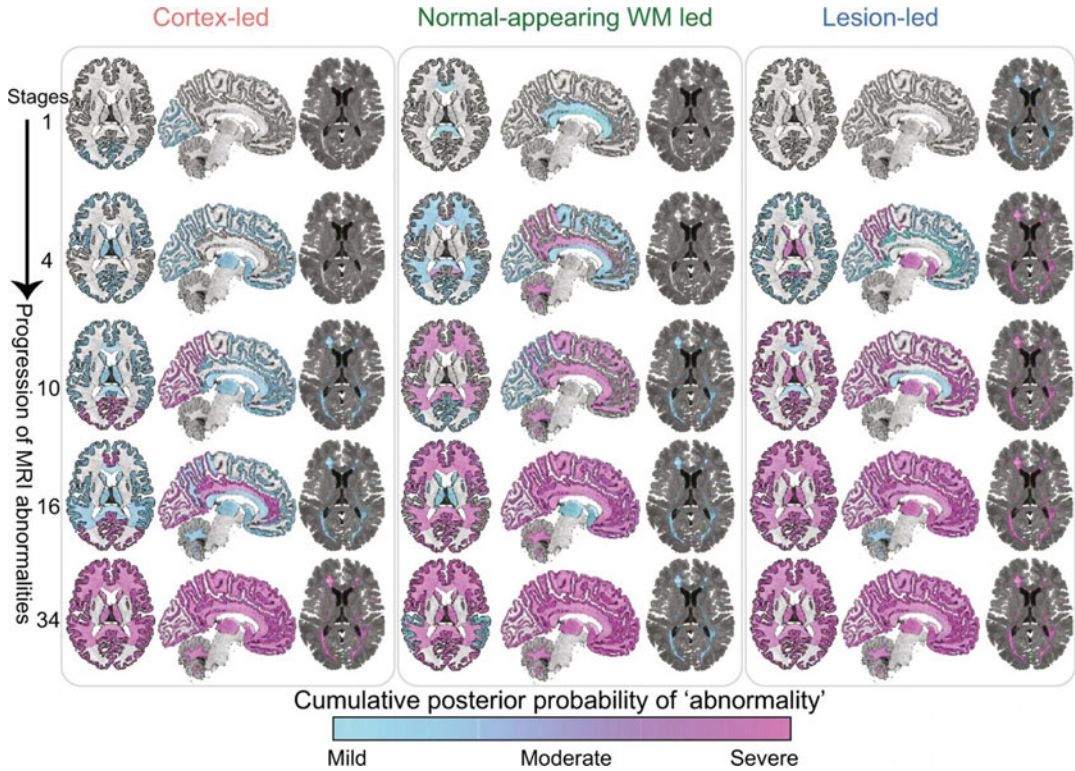 Cortex-led
Normal-appearing WM led
Lesion-led
Stages
1
4
10
16
34
Progression of MRI abnormalities
Cumulative posterior probability of ‘abnormality’
Mild
Moderate
Severe